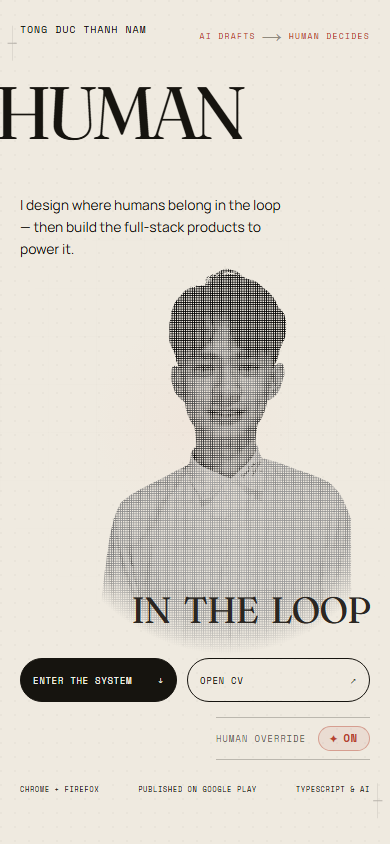 TONG DUC THANH NAM
AI DRAFTS ⟶ HUMAN DECIDES
HUMAN
I design where humans belong in the loop
— then build the full-stack products to
power it.
IN THE LOOP
ENTER THE SYSTEM ↓
OPEN CV ↗
HUMAN OVERRIDE ✦ ON
CHROME + FIREFOX
PUBLISHED ON GOOGLE PLAY
TYPESCRIPT & AI